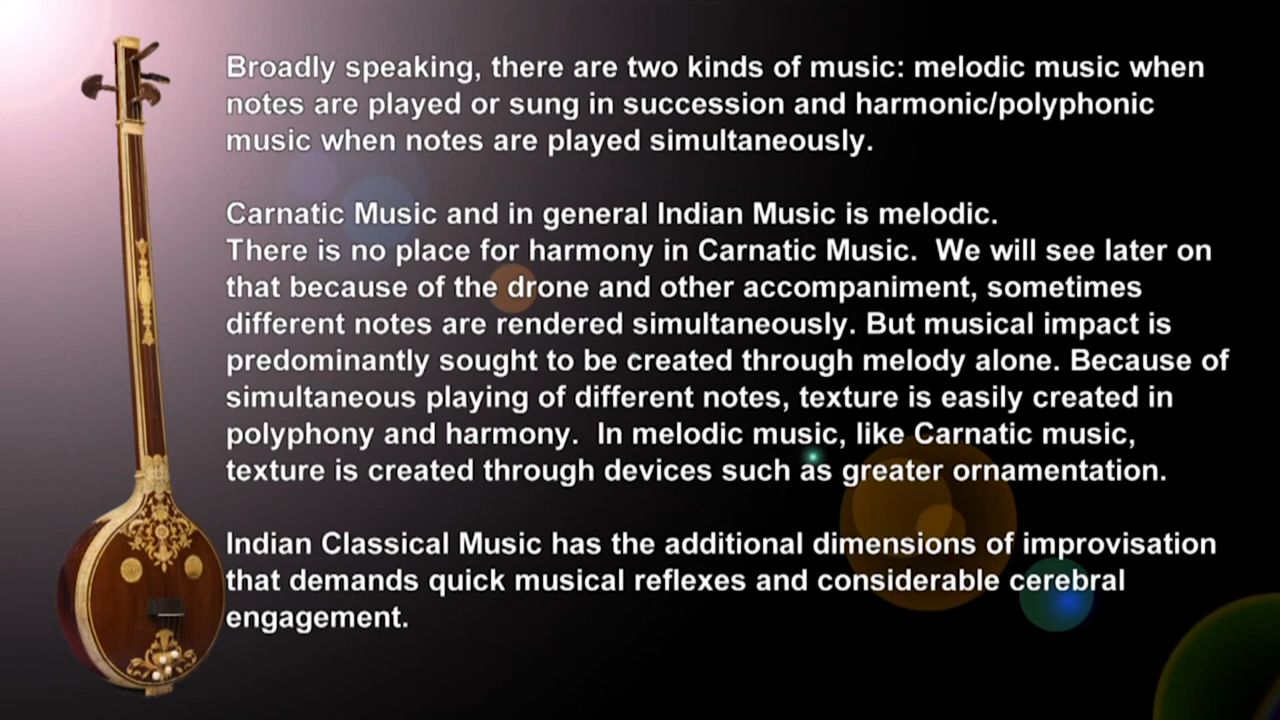 Broadly speaking, there are two kinds of music: melodic music when
notes are played or sung in succession and harmonic/polyphonic
music when notes are played simultaneously.
Carnatic Music and in general Indian Music is melodic.
There is no place for harmony in Carnatic Music.  We will see later on
that because of the drone and other accompaniment, sometimes
different notes are rendered simultaneously. But musical impact is
predominantly sought to be created through melody alone. Because of
simultaneous playing of different notes, texture is easily created in
polyphony and harmony.  In melodic music, like Carnatic music,
texture is created through devices such as greater ornamentation.
Indian Classical Music has the additional dimensions of improvisation
that demands quick musical reflexes and considerable cerebral
engagement.